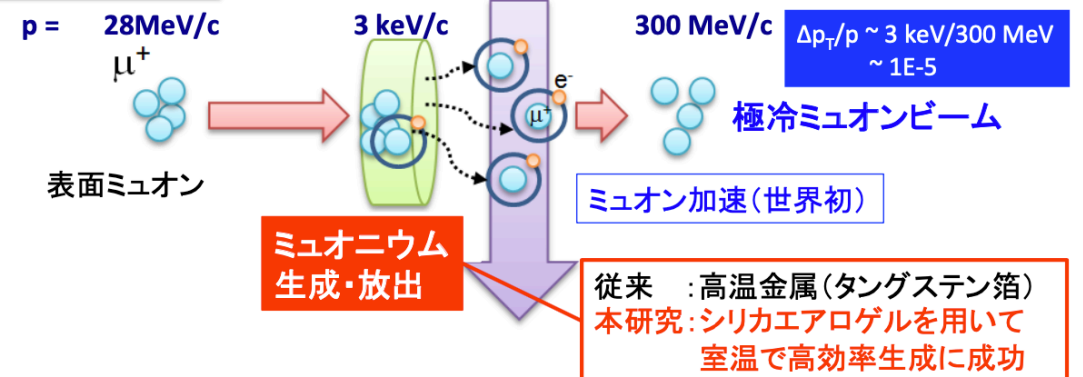 p = 28MeV/c 3 keV/c 300 MeV/c
Δp_T/p ~ 3 keV/300 MeV
~ 1E-5
μ+
e-
μ+
極冷ミュオンビーム
表面ミュオン
ミュオン加速(世界初)
ミュオニウム
生成・放出
従来 :高温金属(タングステン箔)
本研究:シリカエアロゲルを用いて
室温で高効率生成に成功